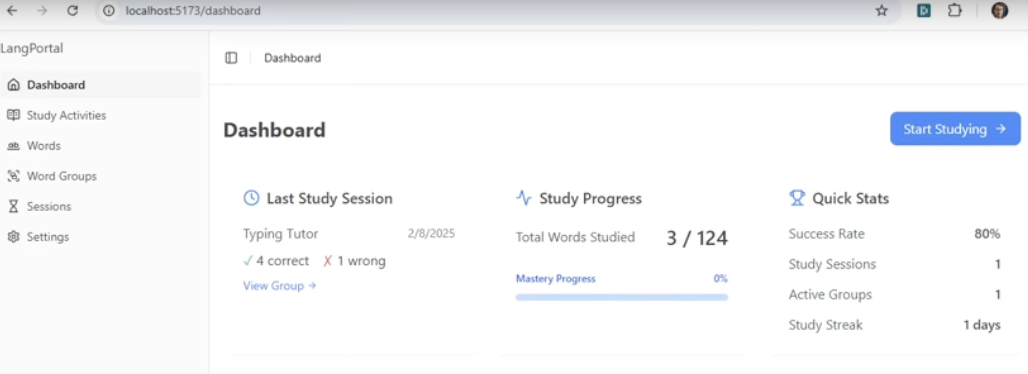 localhost:5173/dashboard
LangPortal
Dashboard
Study Activities
Words
Word Groups
Sessions
Settings
Dashboard
Dashboard
Start Studying →
Last Study Session
Typing Tutor 2/8/2025
✓ 4 correct ✗ 1 wrong
View Group →
Study Progress
Total Words Studied 3 / 124
Mastery Progress 0%
Quick Stats
Success Rate 80%
Study Sessions 1
Active Groups 1
Study Streak 1 days